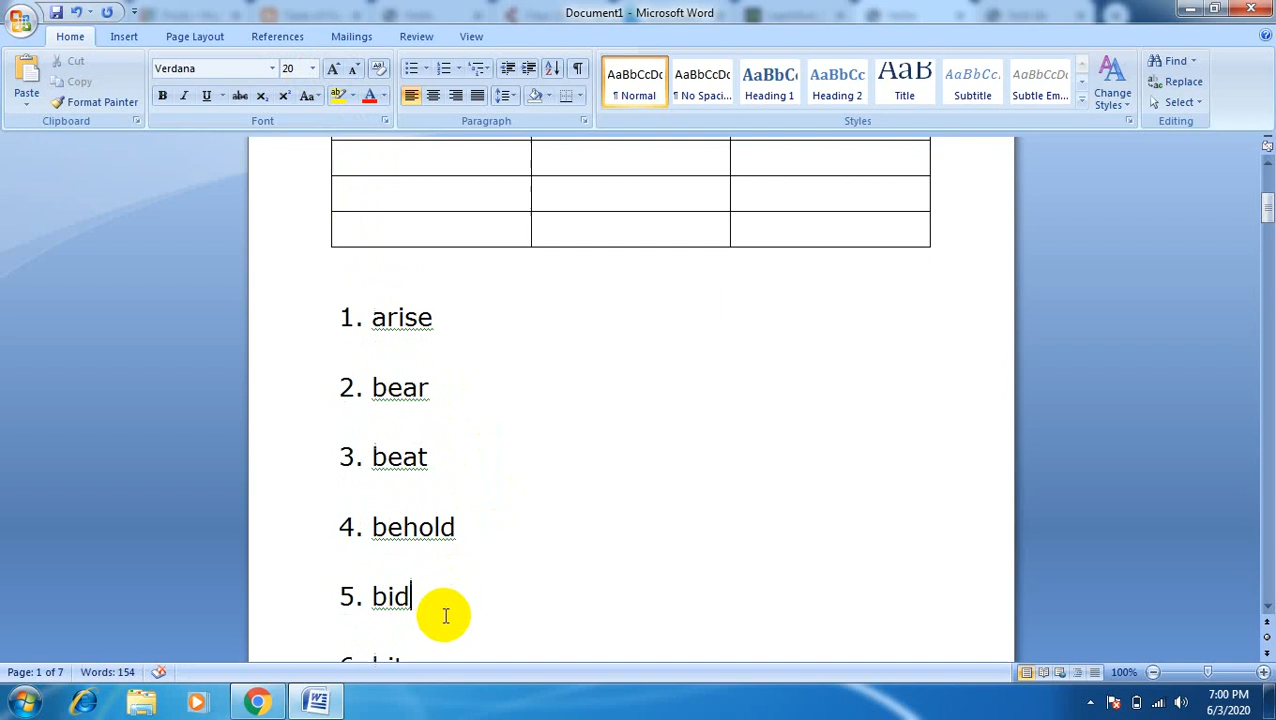 Document1 - Microsoft Word
Home Insert Page Layout References Mailings Review View
Paste
Cut
Copy
Format Painter
Clipboard
Verdana 20
Font
Paragraph
AaBbCcDc AaBbCcDc AaBbCc AaBbCc AaB AaBbCc. AaBbCcDc
¶ Normal ¶ No Spaci... Heading 1 Heading 2 Title Subtitle Subtle Em...
Change Styles
Styles
Find
Replace
Select
Editing
1. arise
2. bear
3. beat
4. behold
5. bid
Page: 1 of 7 Words: 154 100%
7:00 PM
6/3/2020